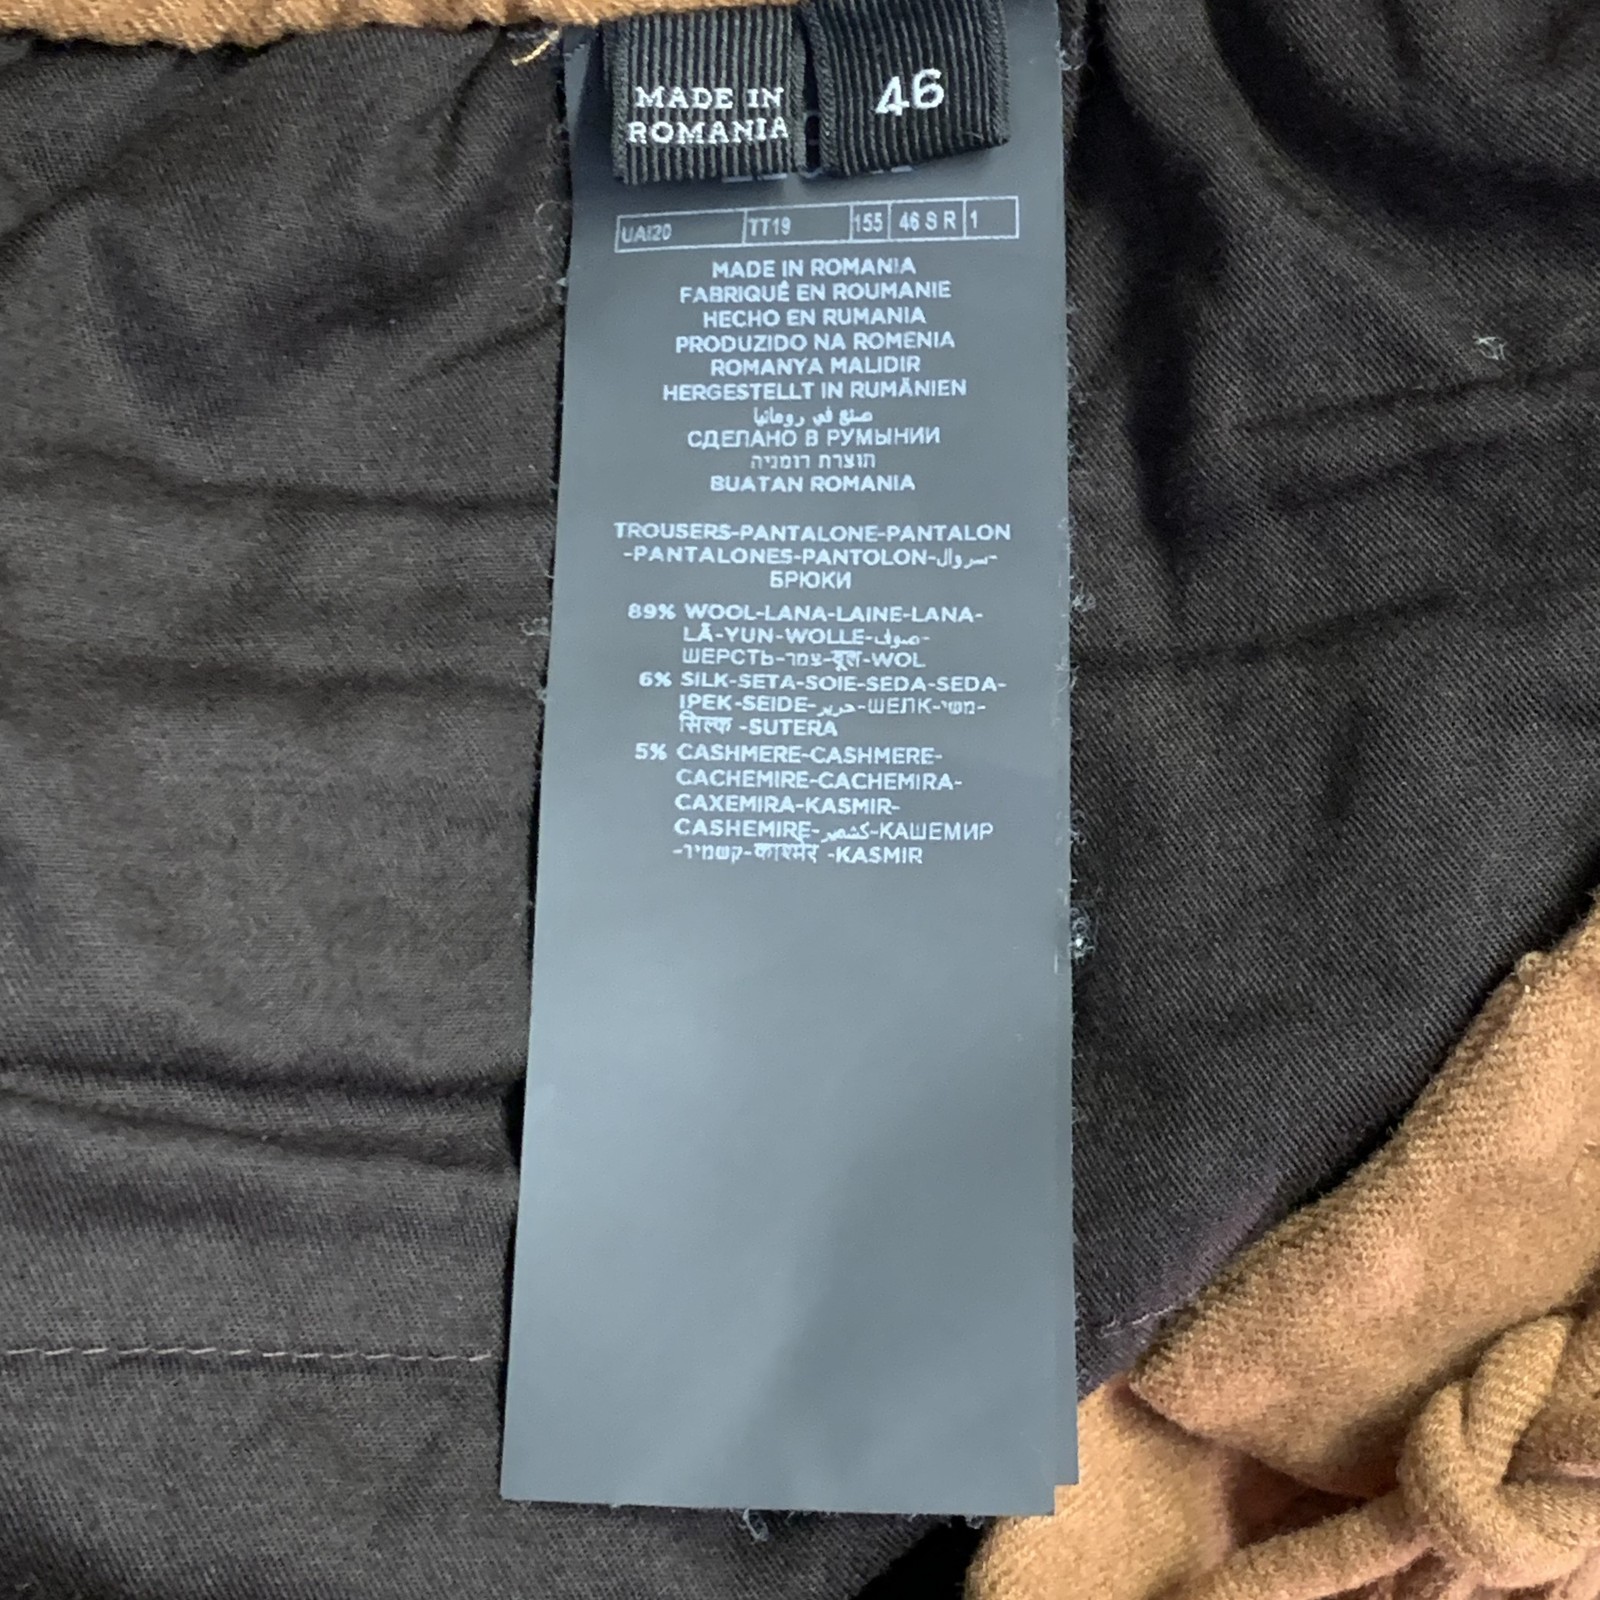 MADE IN
ROMANIA
46
UAI20 TT19 155 46 S R 1
MADE IN ROMANIA
FABRIQUÉ EN ROUMANIE
HECHO EN RUMANIA
PRODUZIDO NA ROMENIA
ROMANYA MALIDIR
HERGESTELLT IN RUMÄNIEN
صنع في رومانيا
СДЕЛАНО В РУМЫНИИ
תוצרת רומניה
BUATAN ROMANIA
TROUSERS-PANTALONE-PANTALON
-PANTALONES-PANTOLON-سروال-
БРЮКИ
89% WOOL-LANA-LAINE-LANA-
LÃ-YUN-WOLLE-صوف-
ШЕРСТЬ-צמר-वूल-WOL
6% SILK-SETA-SOIE-SEDA-SEDA-
IPEK-SEIDE-حرير-ШЕЛК-משי-
सिल्क -SUTERA
5% CASHMERE-CASHMERE-
CACHEMIRE-CACHEMIRA-
CAXEMIRA-KASMIR-
CASHEMIRE-كشمير-КАШЕМИР
-קשמיר-काश्मेर -KASMIR